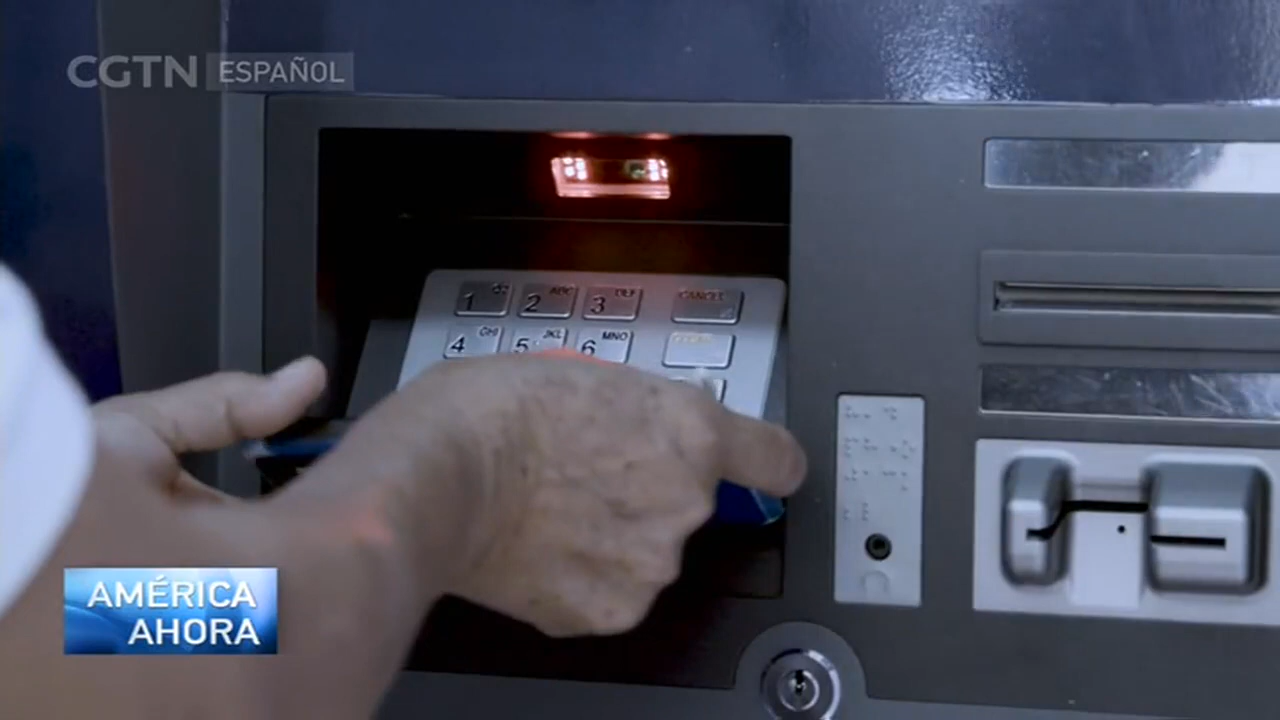 CGTN ESPAÑOL
1
2 ABC
3 DEF
CANCEL
4 GHI
5 JKL
6 MNO
AMÉRICA
AHORA